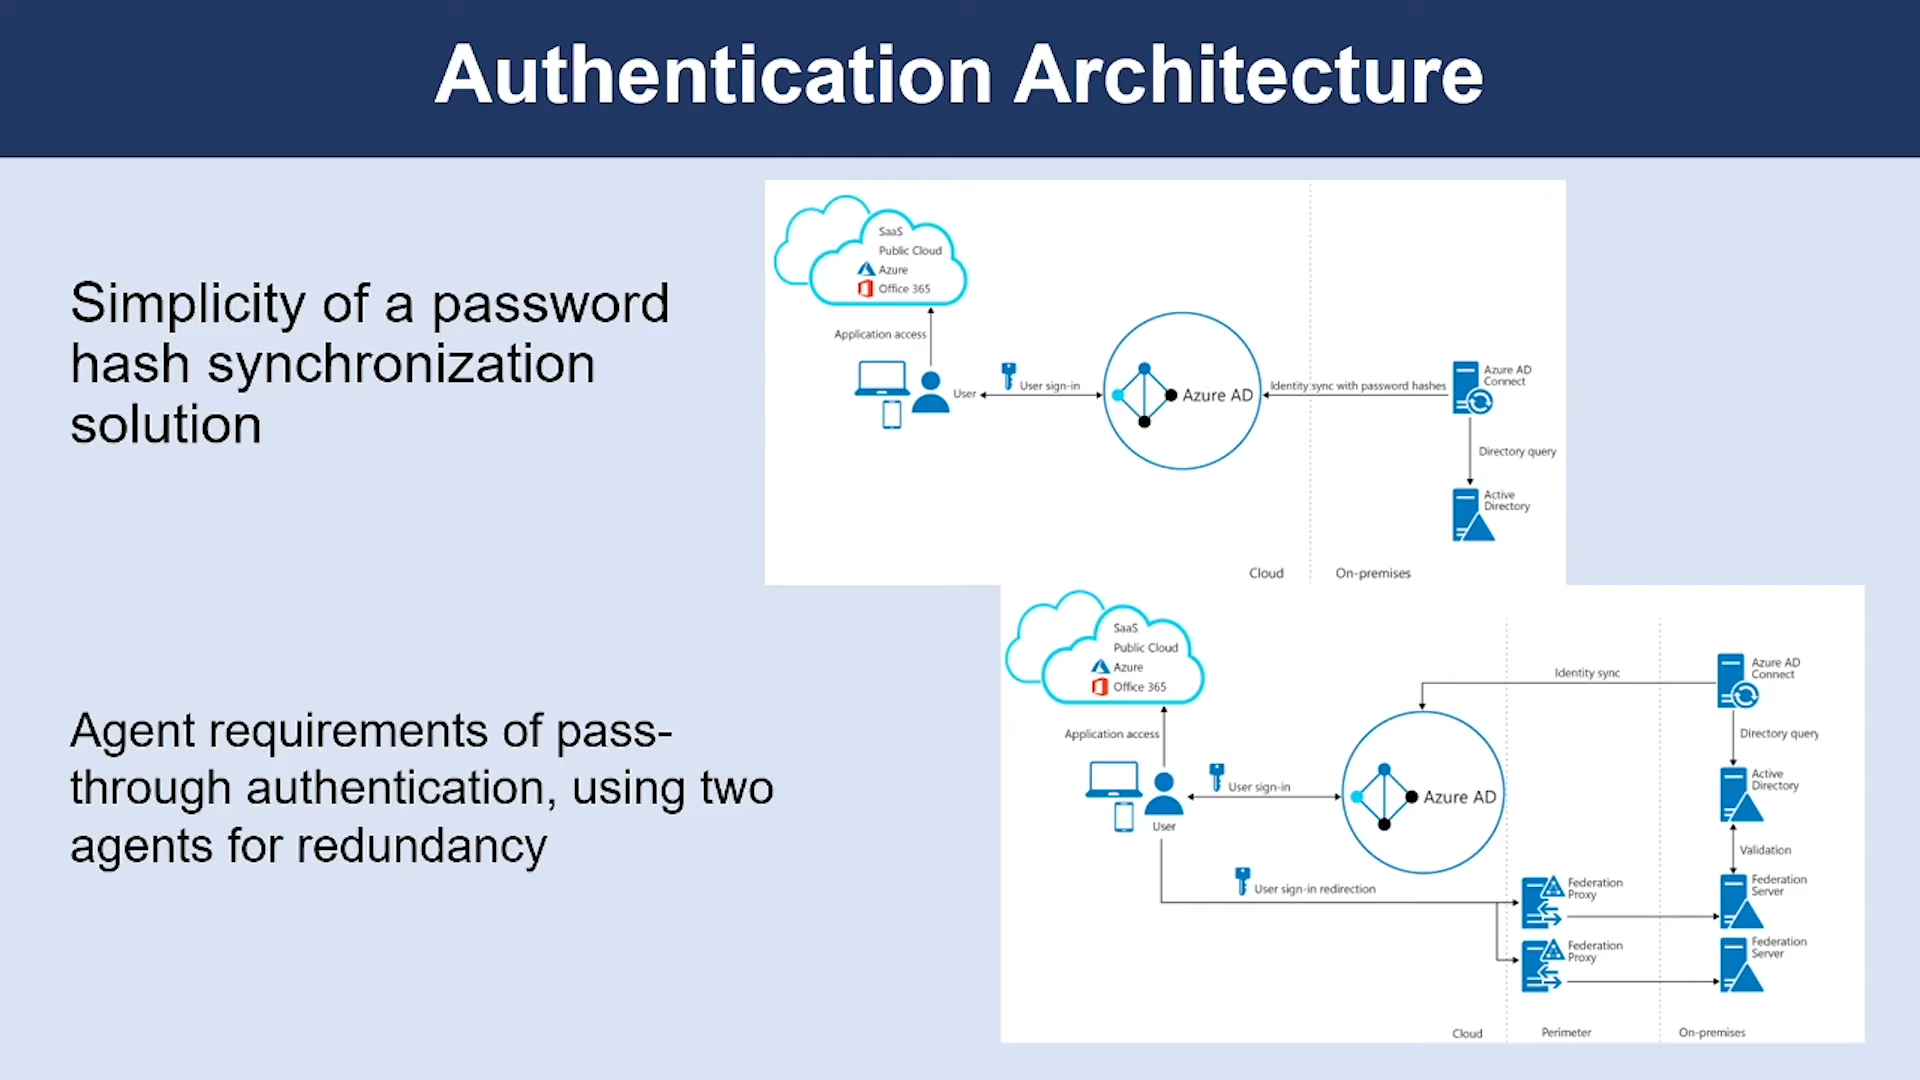 Authentication Architecture
Simplicity of a password
hash synchronization
solution
SaaS
Public Cloud
Azure
Office 365
Application access
User
User sign-in
Azure AD
Identity sync with password hashes
Azure AD
Connect
Directory query
Active
Directory
Cloud
On-premises
Agent requirements of pass-
through authentication, using two
agents for redundancy
SaaS
Public Cloud
Azure
Office 365
Application access
User
User sign-in
Azure AD
Identity sync
Azure AD
Connect
Directory query
Active
Directory
Validation
User sign-in redirection
Federation
Proxy
Federation
Server
Federation
Proxy
Federation
Server
Cloud
Perimeter
On-premises